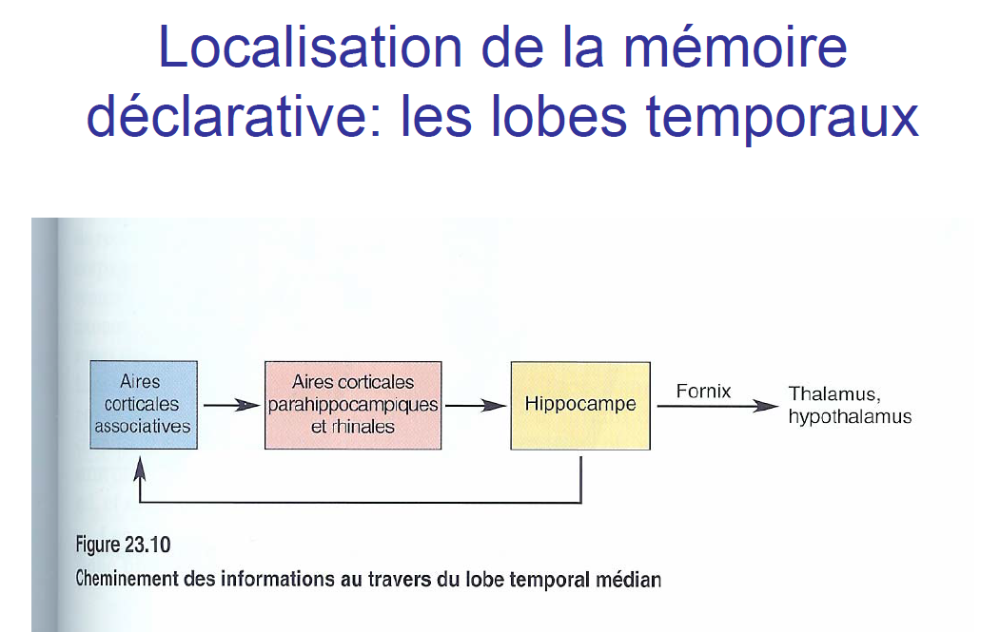 Localisation de la mémoire
déclarative: les lobes temporaux
Aires
corticales
associatives
Aires corticales
parahippocampiques
et rhinales
Hippocampe
Fornix
Thalamus,
hypothalamus
Figure 23.10
Cheminement des informations au travers du lobe temporal médian